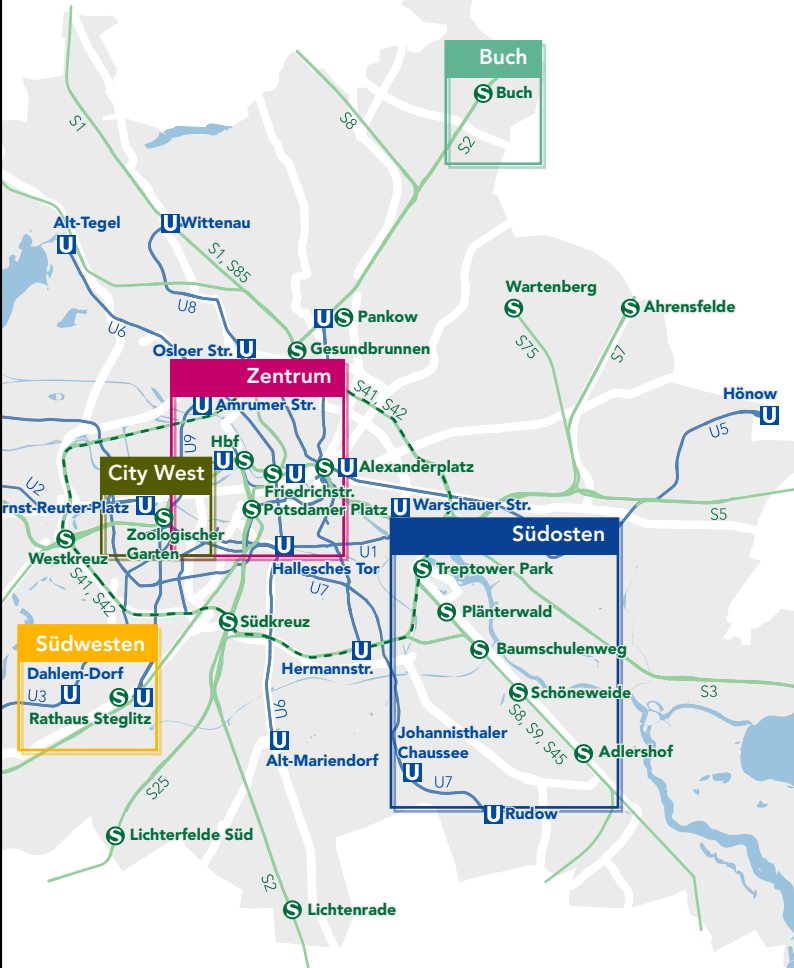 Buch
S Buch
S1
S8
S2
Alt-Tegel
U
U Wittenau
S1, S85
U8
U6
Wartenberg
S
S Ahrensfelde
U S Pankow
S75
S7
Osloer Str. U
S Gesundbrunnen
Zentrum
S41, S42
Hönow
U
U5
U Amrumer Str.
U9
Hbf
U S
City West
S U
Friedrichstr.
S U Alexanderplatz
U2
rnst-Reuter-Platz U
S
Zoologischer
Garten
S Potsdamer Platz
U Warschauer Str.
S5
Südosten
S
Westkreuz
U
Hallesches Tor
U1
S Treptower Park
S41, S42
U7
S Plänterwald
S Südkreuz
Südwesten
U
Hermannstr.
S Baumschulenweg
Dahlem-Dorf
U3 U
S U
Rathaus Steglitz
S Schöneweide
S3
U6
S8, S9, S45
Johannisthaler
Chaussee
U
U
Alt-Mariendorf
S Adlershof
U7
S25
U Rudow
S Lichterfelde Süd
S2
S Lichtenrade